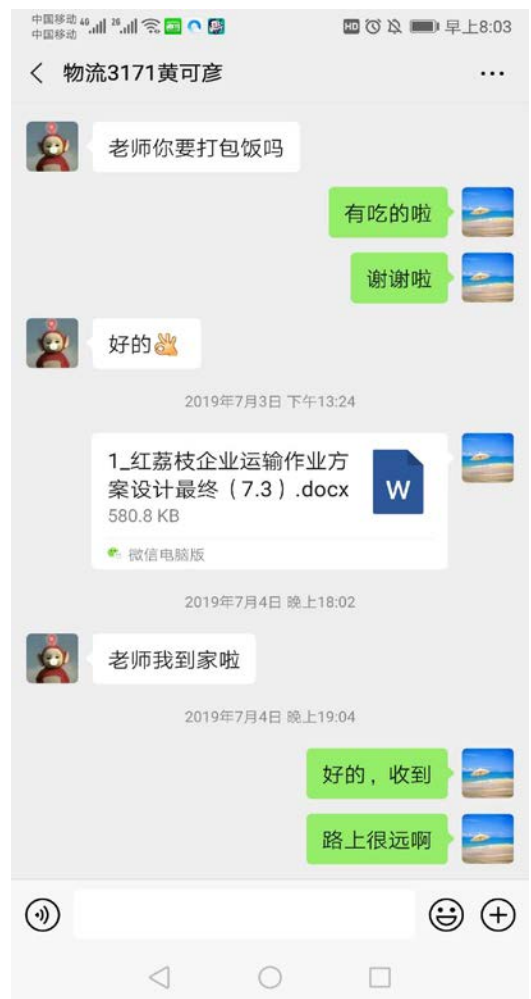 中国移动 4G 2G HD 早上8:03
中国移动
物流3171黄可彦
老师你要打包饭吗
有吃的啦
谢谢啦
好的
2019年7月3日 下午13:24
1_红荔枝企业运输作业方
案设计最终（7.3）.docx
W
580.8 KB
微信电脑版
2019年7月4日 晚上18:02
老师我到家啦
2019年7月4日 晚上19:04
好的，收到
路上很远啊